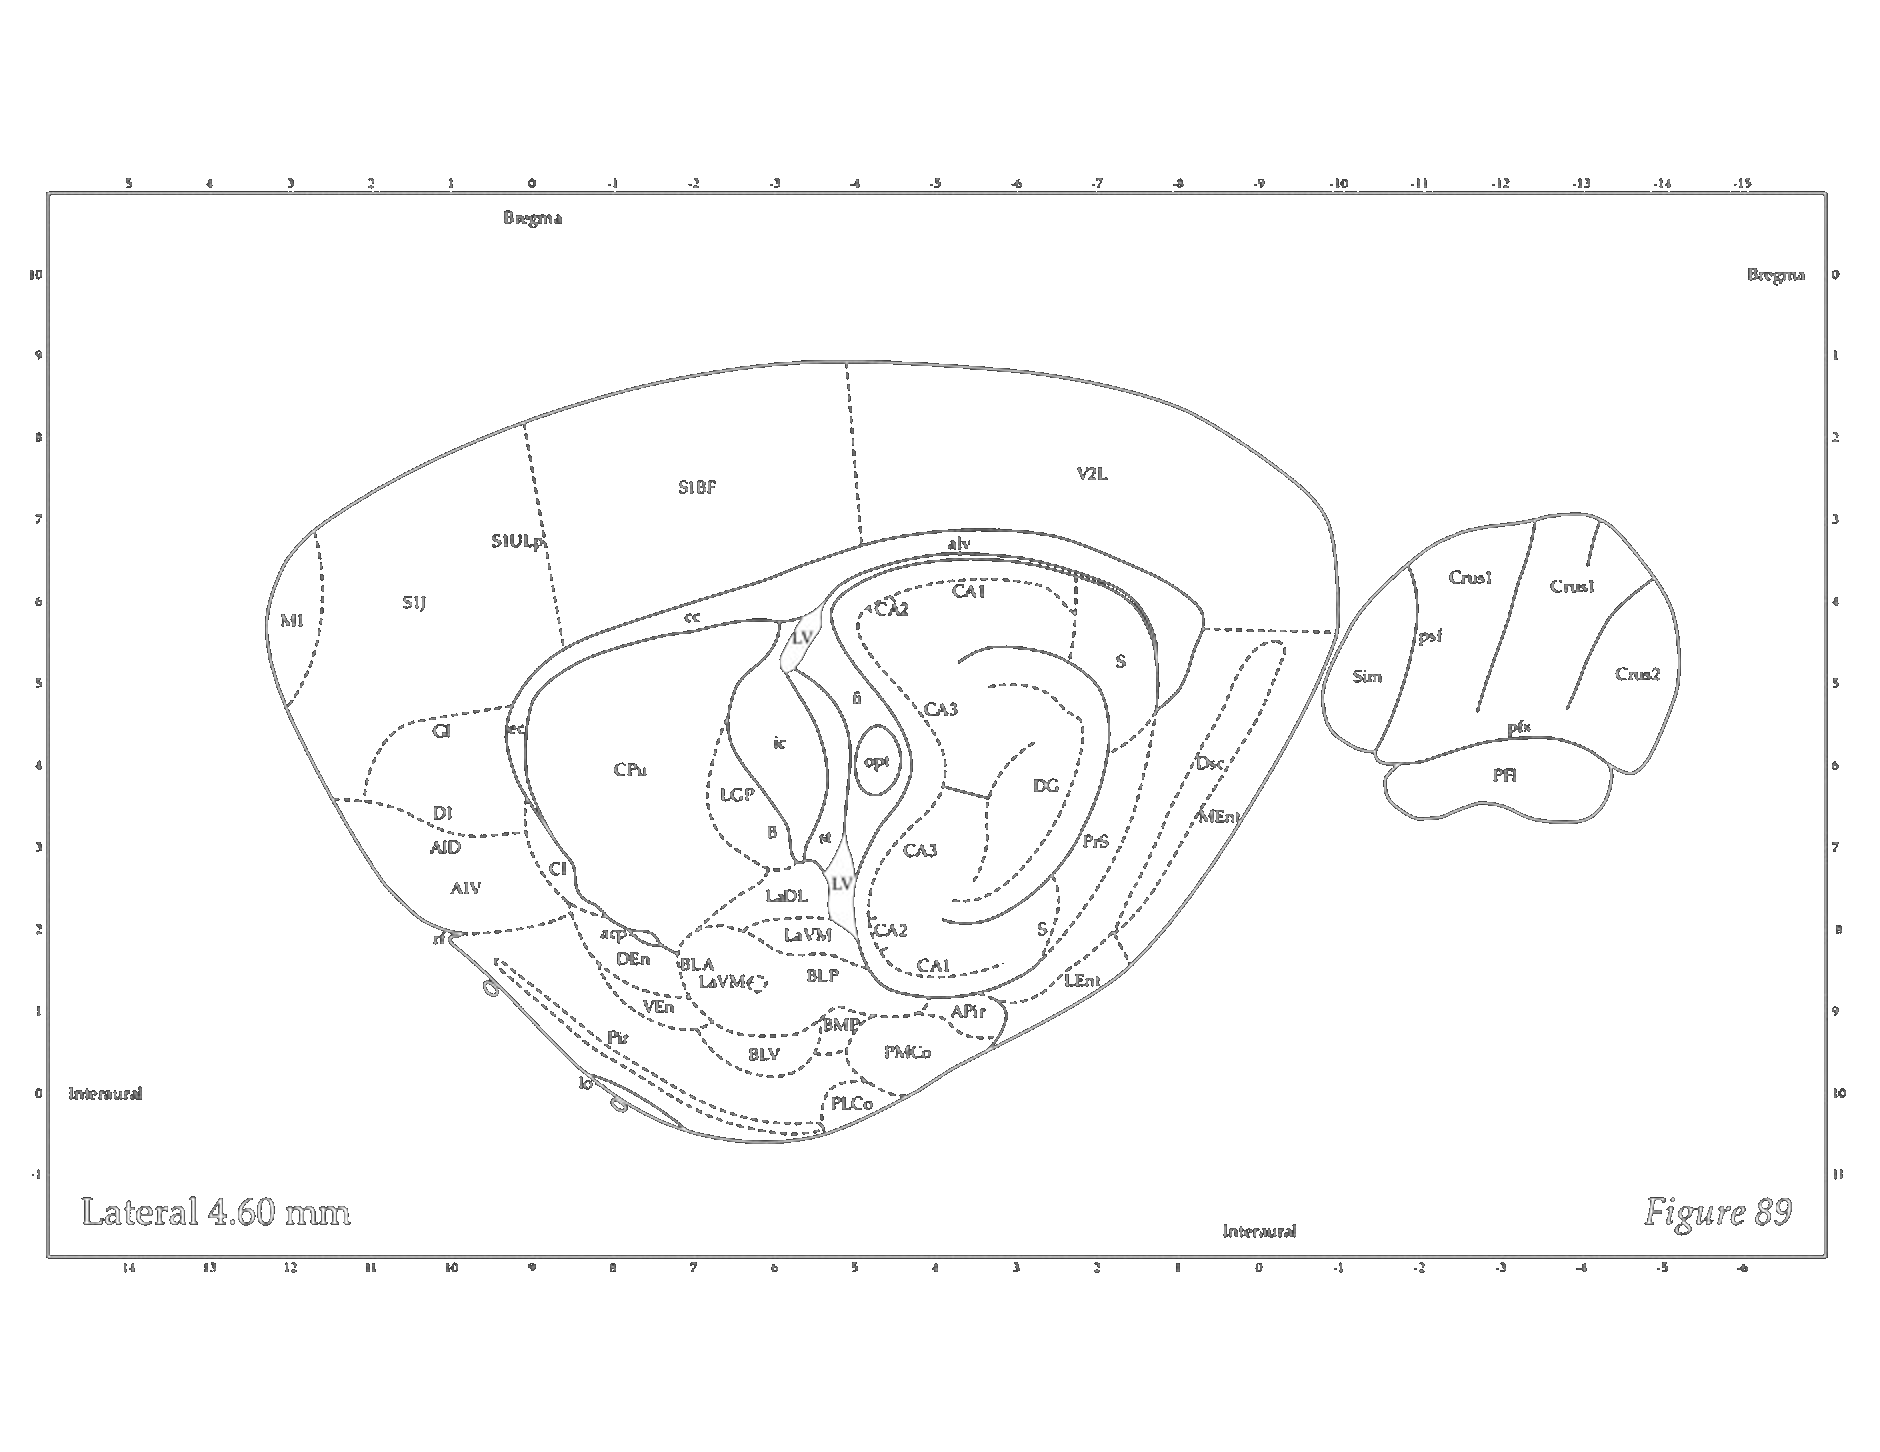 5 4 3 2 1 0 -1 -2 -3 -4 -5 -6 -7 -8 -9 -10 -11 -12 -13 -14 -15
Bregma
10 Bregma 0
9 1
8 2
V2L
S1BF
7 3
S1ULp
alv
Crus1 Crus1
CA1
6 S1J CA2 4
M1 cc
LV psf
S
Sim Crus2
5 fi 5
CA3
GI ec pfx
ic
4 CPu opt Dsc 6
PFl
LGP DG
DI MEnt
B rt PrS
3 AID CA3 7
Cl
AIV LaDL LV
2 rf acp LaVM CA2 S 8
DEn BLA CA1
LaVM BLP LEnt
1 VEn APir 9
BMP
Pir
BLV PMCo
lo
0 Interaural PLCo 10
-1 11
Lateral 4.60 mm Figure 89
Interaural
14 13 12 11 10 9 8 7 6 5 4 3 2 1 0 -1 -2 -3 -4 -5 -6